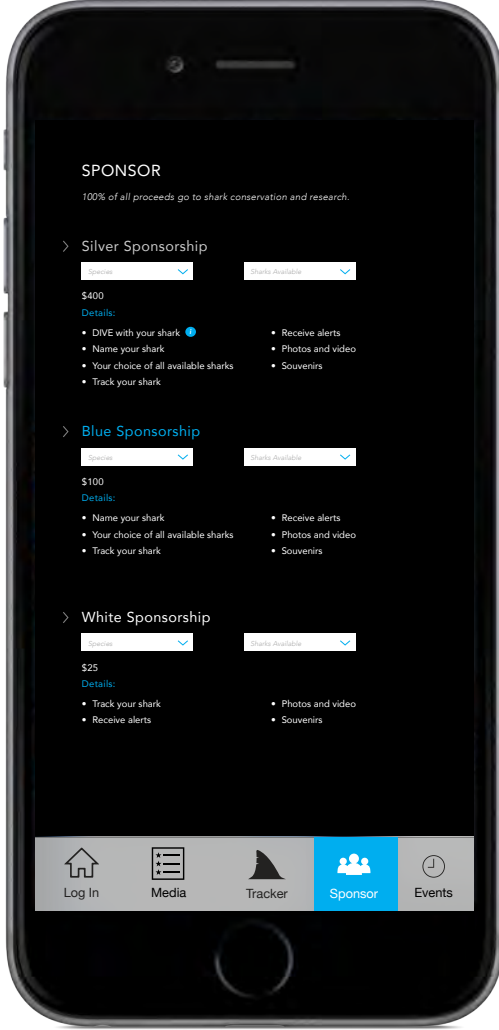 SPONSOR
100% of all proceeds go to shark conservation and research.
Silver Sponsorship
Species
Sharks Available
$400
Details:
• DIVE with your shark i
• Name your shark
• Your choice of all available sharks
• Track your shark
• Receive alerts
• Photos and video
• Souvenirs
Blue Sponsorship
Species
Sharks Available
$100
Details:
• Name your shark
• Your choice of all available sharks
• Track your shark
• Receive alerts
• Photos and video
• Souvenirs
White Sponsorship
Species
Sharks Available
$25
Details:
• Track your shark
• Receive alerts
• Photos and video
• Souvenirs
Log In
Media
Tracker
Sponsor
Events